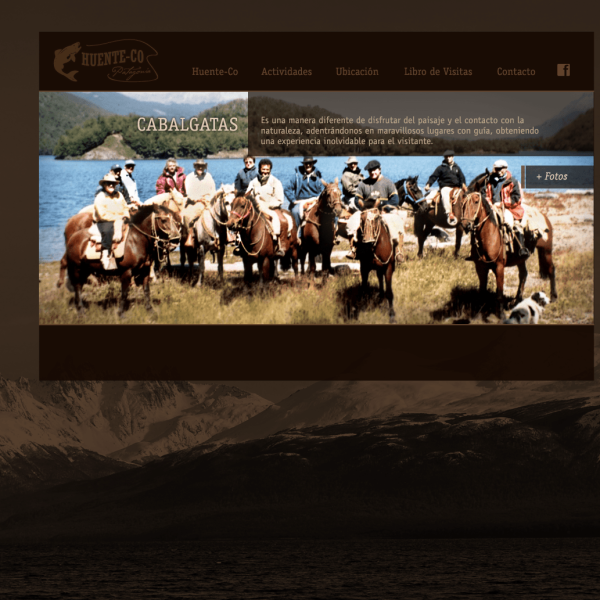 HUENTE-CO
Patagonia
Huente-Co Actividades Ubicación Libro de Visitas Contacto
CABALGATAS
Es una manera diferente de disfrutar del paisaje y el contacto con la
naturaleza, adentrándonos en maravillosos lugares con guía, obteniendo
una experiencia inolvidable para el visitante.
+ Fotos